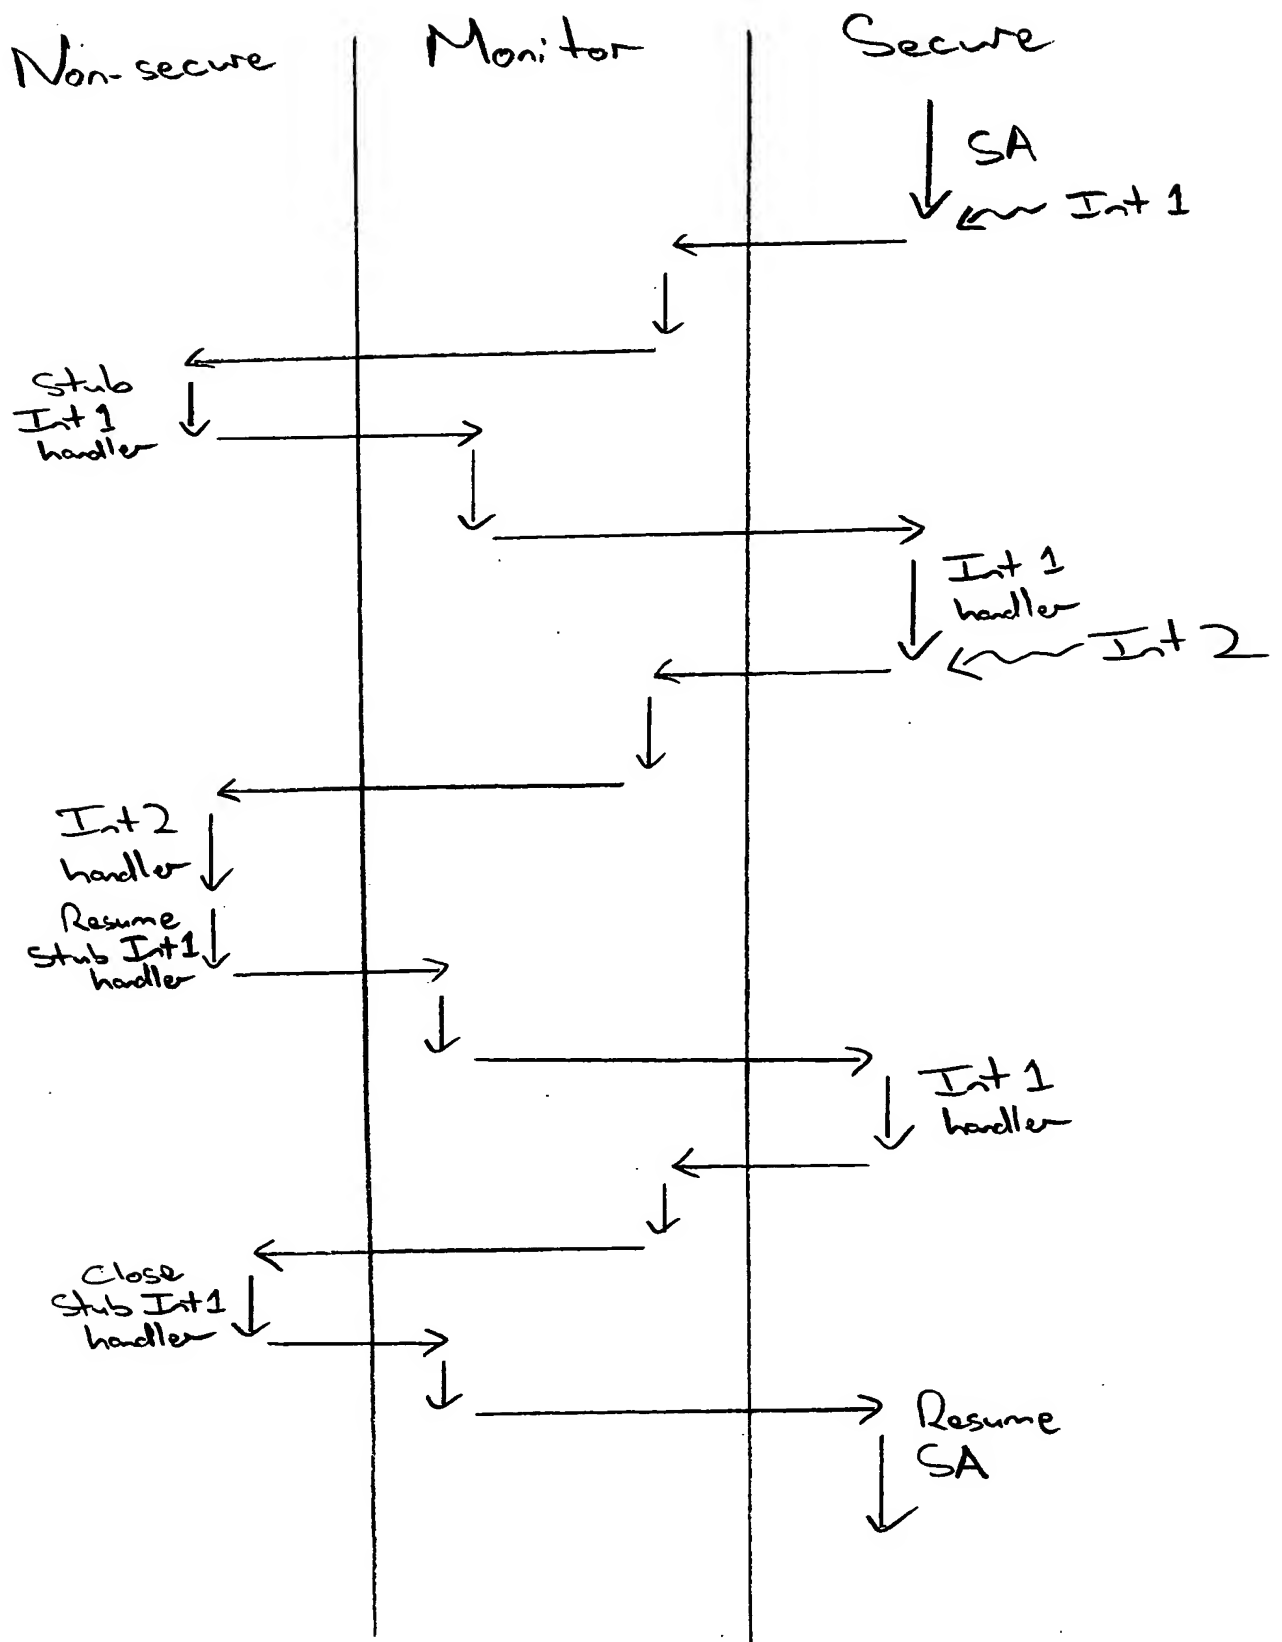 Non-secure
Monitor
Secure
SA
Int 1
Stub
Int 1
handler
Int 1
handler
Int 2
Int 2
handler
Resume
Stub Int 1
handler
Int 1
handler
Close
Stub Int 1
handler
Resume
SA